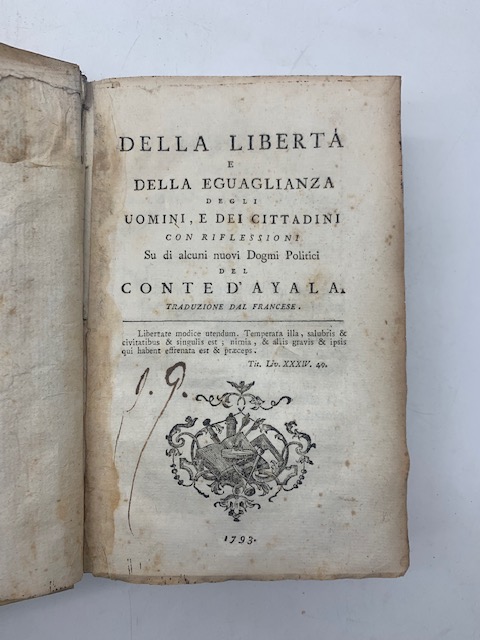 DELLA LIBERTÀ
E
DELLA EGUAGLIANZA
DEGLI
UOMINI, E DEI CITTADINI
CON RIFLESSIONI
Su di alcuni nuovi Dogmi Politici
DEL
CONTE D'AYALA.
TRADUZIONE DAL FRANCESE.
Libertate modice utendum. Temperata illa, salubris &
civitatibus & singulis est; nimia, & aliis gravis & ipsis
qui habent effrenata est & præceps.
Tit. Liv. XXXIV. 49.
1793.